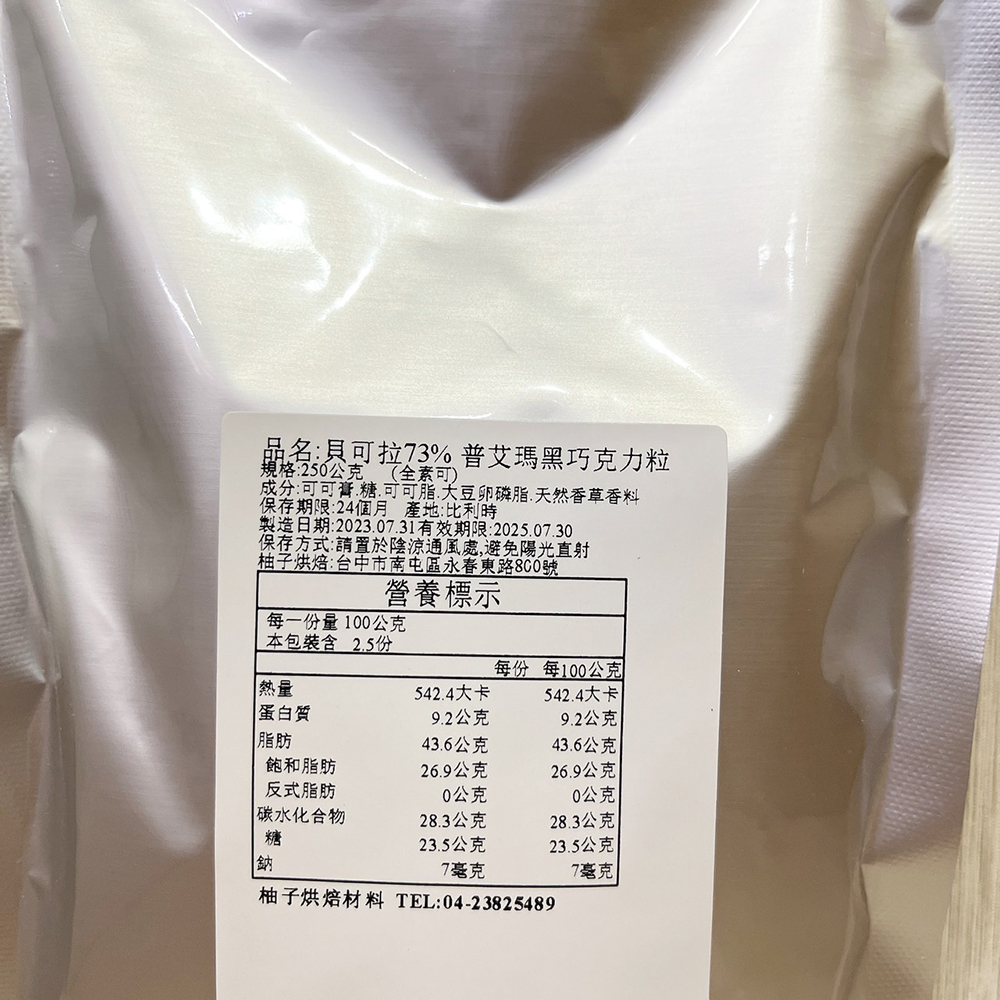 品名:貝可拉73% 普艾瑪黑巧克力粒
規格:250公克 (全素可)
成分:可可膏.糖.可可脂.大豆卵磷脂.天然香草香料
保存期限:24個月 產地:比利時
製造日期:2023.07.31有效期限:2025.07.30
保存方式:請置於陰涼通風處,避免陽光直射
柚子烘焙:台中市南屯區永春東路800號
營養標示
每一份量 100公克
本包裝含 2.5份
每份 每100公克
熱量 542.4大卡 542.4大卡
蛋白質 9.2公克 9.2公克
脂肪 43.6公克 43.6公克
飽和脂肪 26.9公克 26.9公克
反式脂肪 0公克 0公克
碳水化合物 28.3公克 28.3公克
糖 23.5公克 23.5公克
鈉 7毫克 7毫克
柚子烘焙材料 TEL:04-23825489